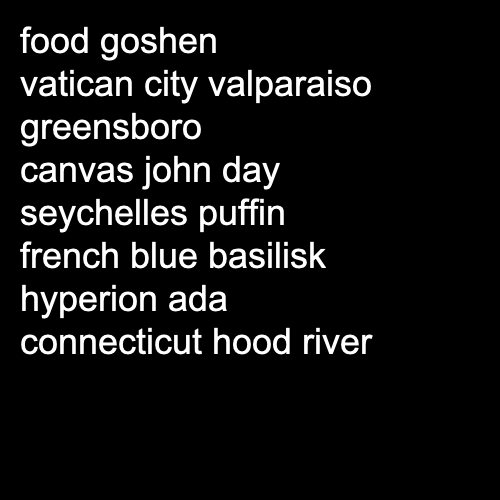 food goshen
vatican city valparaiso
greensboro
canvas john day
seychelles puffin
french blue basilisk
hyperion ada
connecticut hood river